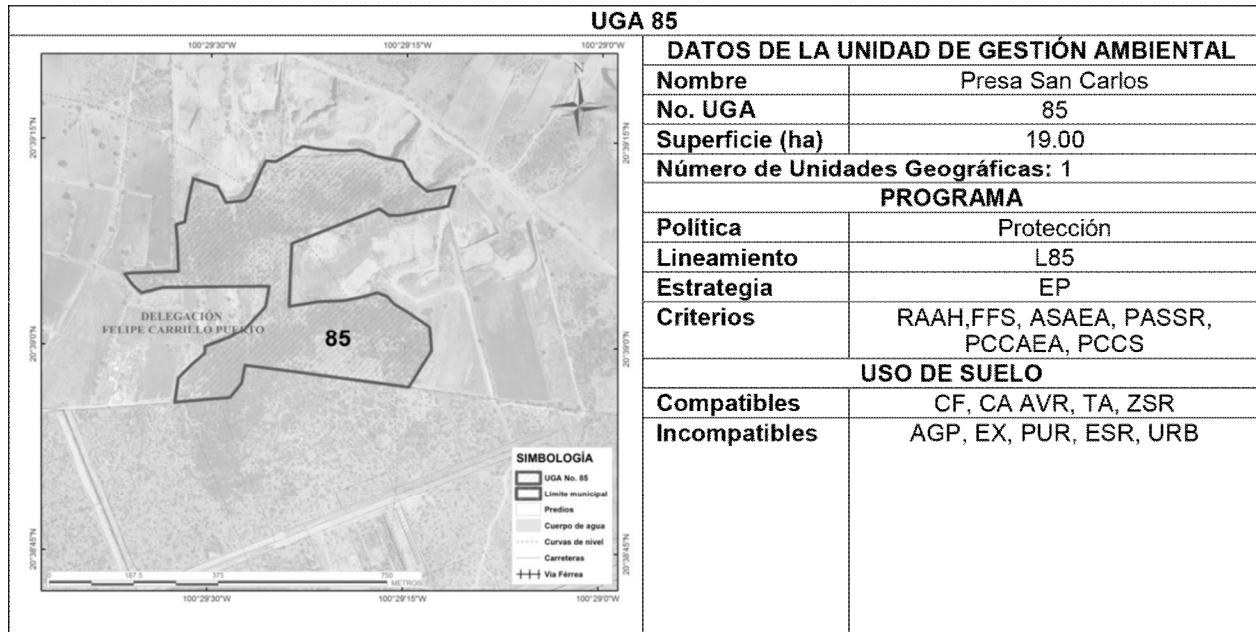 UGA 85
100°29'30"W 100°29'15"W 100°29'0"W
20°39'15"N
20°39'15"N
N
20°39'0"N
20°39'0"N
20°38'45"N
20°38'45"N
DELEGACIÓN
FELIPE CARRILLO PUERTO
85
SIMBOLOGÍA
UGA No. 85
Límite municipal
Predios
Cuerpo de agua
Curvas de nivel
Carreteras
Vía Férrea
0 187.5 375 750
METROS
100°29'30"W 100°29'15"W 100°29'0"W
DATOS DE LA UNIDAD DE GESTIÓN AMBIENTAL
Nombre Presa San Carlos
No. UGA 85
Superficie (ha) 19.00
Número de Unidades Geográficas: 1
PROGRAMA
Política Protección
Lineamiento L85
Estrategia EP
Criterios RAAH,FFS, ASAEA, PASSR,
PCCAEA, PCCS
USO DE SUELO
Compatibles CF, CA AVR, TA, ZSR
Incompatibles AGP, EX, PUR, ESR, URB